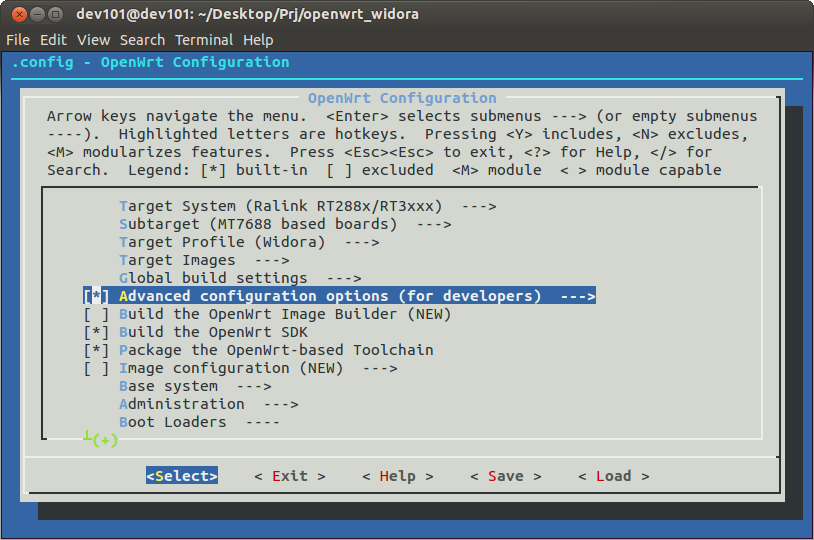 dev101@dev101: ~/Desktop/Prj/openwrt_widora
File Edit View Search Terminal Help
.config - OpenWrt Configuration
OpenWrt Configuration
Arrow keys navigate the menu.  <Enter> selects submenus ---> (or empty submenus
----).  Highlighted letters are hotkeys.  Pressing <Y> includes, <N> excludes,
<M> modularizes features.  Press <Esc><Esc> to exit, <?> for Help, </> for
Search.  Legend: [*] built-in  [ ] excluded  <M> module  < > module capable
Target System (Ralink RT288x/RT3xxx)  --->
Subtarget (MT7688 based boards)  --->
Target Profile (Widora)  --->
Target Images  --->
Global build settings  --->
[*] Advanced configuration options (for developers)  --->
[ ] Build the OpenWrt Image Builder (NEW)
[*] Build the OpenWrt SDK
[*] Package the OpenWrt-based Toolchain
[ ] Image configuration (NEW)  --->
Base system  --->
Administration  --->
Boot Loaders  ----
┴(+)
<Select>    < Exit >    < Help >    < Save >    < Load >